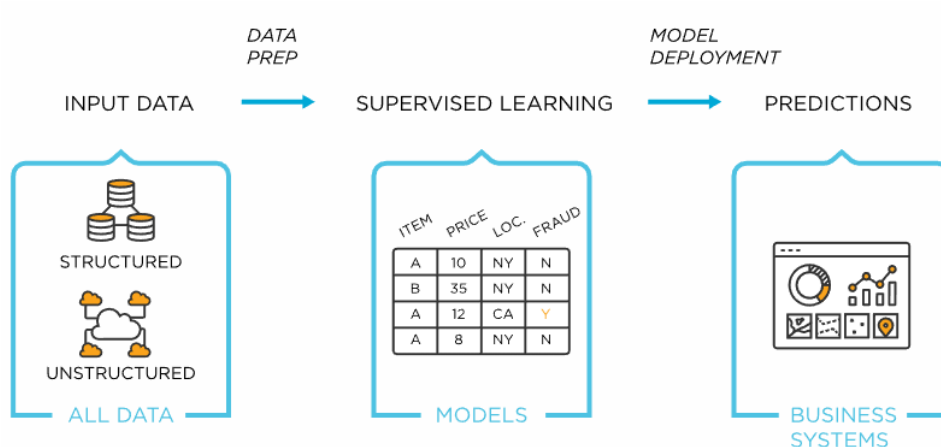 DATA
PREP
MODEL
DEPLOYMENT
INPUT DATA
SUPERVISED LEARNING
PREDICTIONS
STRUCTURED
UNSTRUCTURED
ALL DATA
ITEM PRICE LOC. FRAUD
A 10 NY N
B 35 NY N
A 12 CA Y
A 8 NY N
MODELS
BUSINESS
SYSTEMS